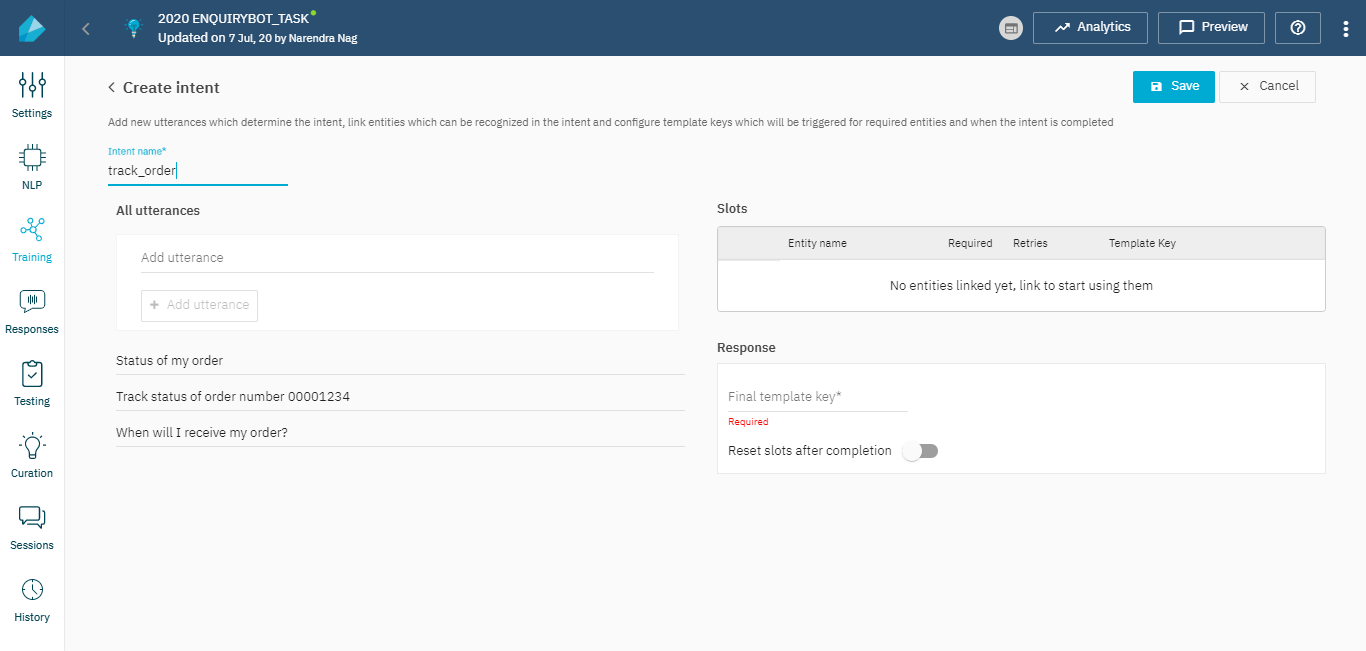 2020 ENQUIRYBOT_TASK
Updated on 7 Jul, 20 by Narendra Nag
Analytics
Preview
Settings
NLP
Training
Responses
Testing
Curation
Sessions
History
Create intent
Save
Cancel
Add new utterances which determine the intent, link entities which can be recognized in the intent and configure template keys which will be triggered for required entities and when the intent is completed
Intent name*
track_order
All utterances
Add utterance
+ Add utterance
Status of my order
Track status of order number 00001234
When will I receive my order?
Slots
Entity name Required Retries Template Key
No entities linked yet, link to start using them
Response
Final template key*
Required
Reset slots after completion